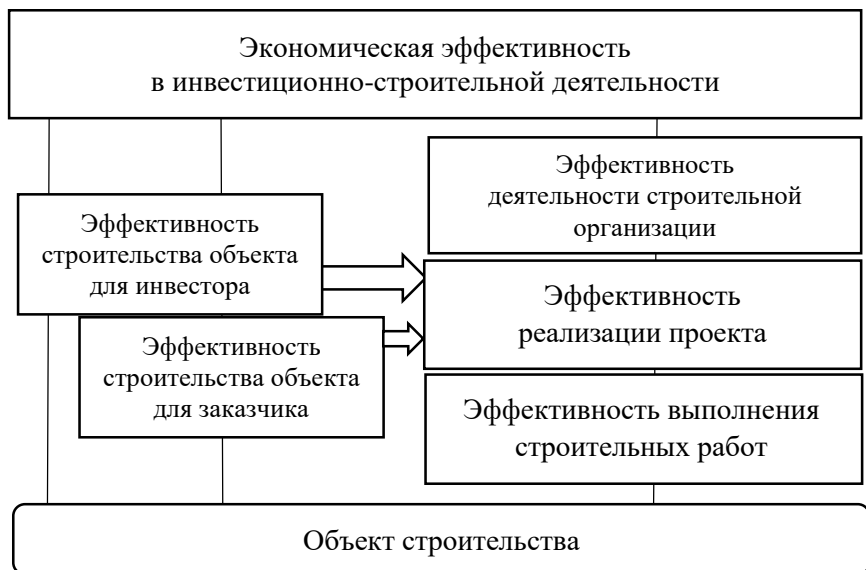 Экономическая эффективность
в инвестиционно-строительной деятельности
Эффективность
деятельности строительной
организации
Эффективность
строительства объекта
для инвестора
Эффективность
реализации проекта
Эффективность
строительства объекта
для заказчика
Эффективность выполнения
строительных работ
Объект строительства